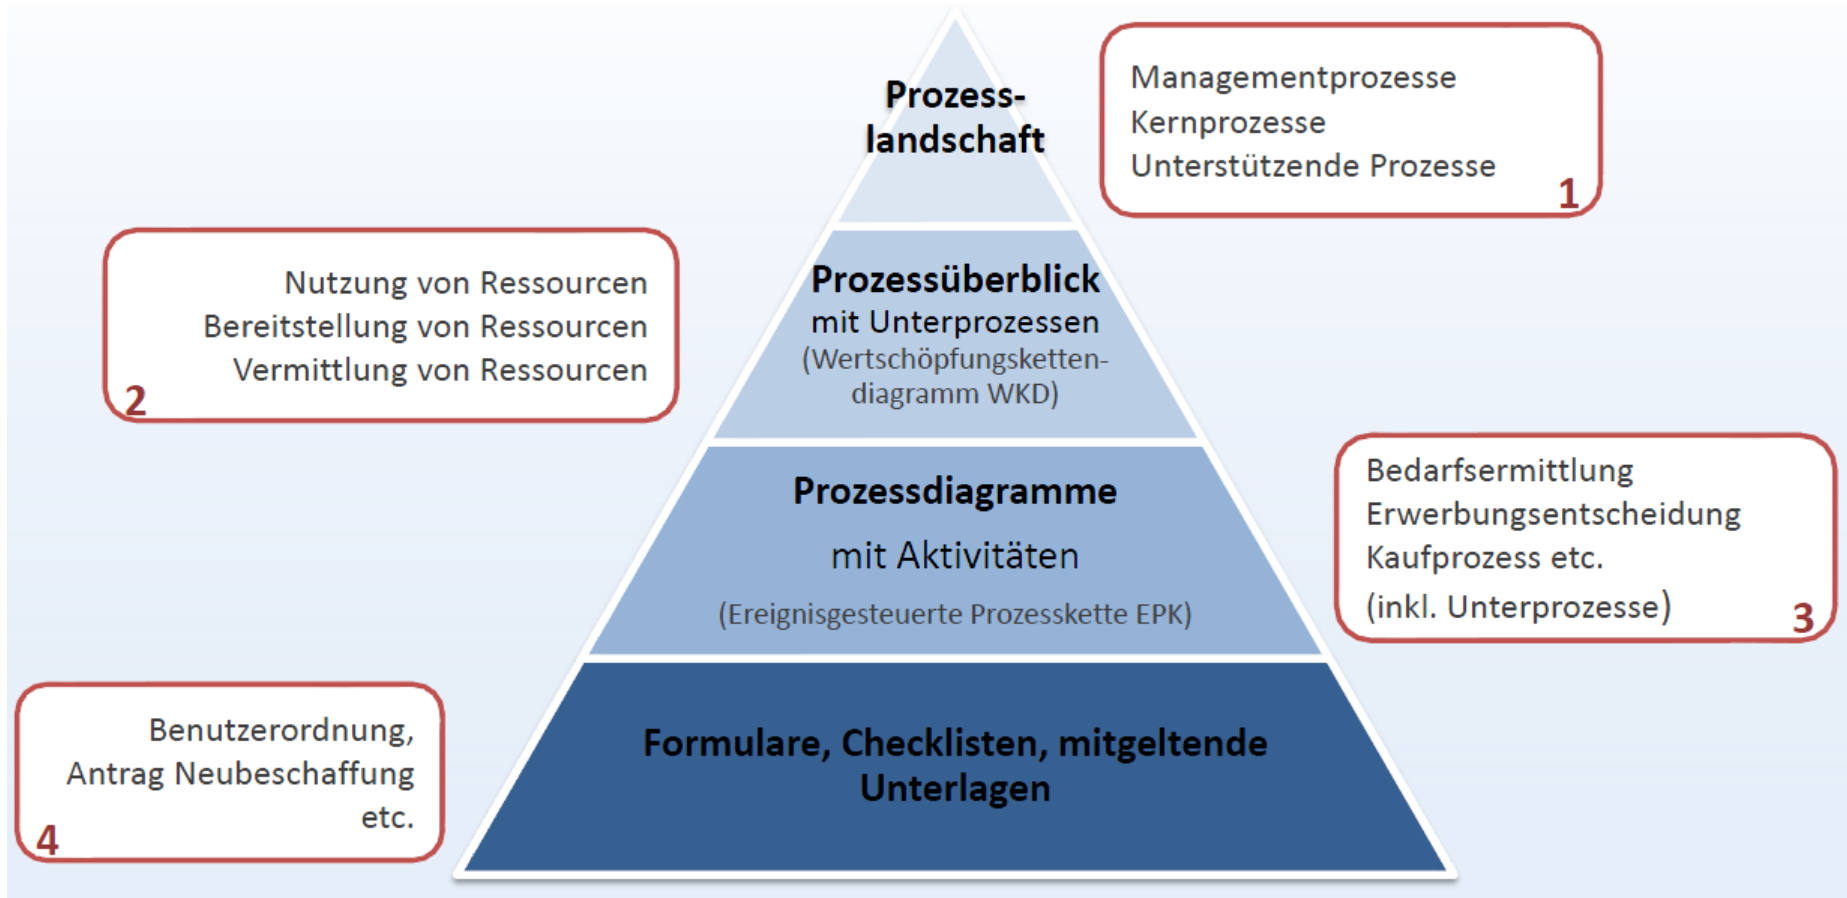 Prozess-
landschaft
Managementprozesse
Kernprozesse
Unterstützende Prozesse
1
Nutzung von Ressourcen
Bereitstellung von Ressourcen
Vermittlung von Ressourcen
2
Prozessüberblick
mit Unterprozessen
(Wertschöpfungsketten-
diagramm WKD)
Prozessdiagramme
mit Aktivitäten
(Ereignisgesteuerte Prozesskette EPK)
Bedarfsermittlung
Erwerbungsentscheidung
Kaufprozess etc.
(inkl. Unterprozesse)
3
Benutzerordnung,
Antrag Neubeschaffung
etc.
4
Formulare, Checklisten, mitgeltende
Unterlagen